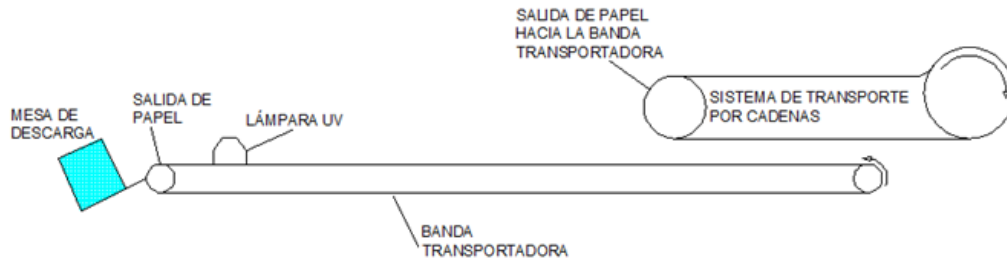 SALIDA DE PAPEL
HACIA LA BANDA
TRANSPORTADORA
SISTEMA DE TRANSPORTE
POR CADENAS
MESA DE
DESCARGA
SALIDA DE
PAPEL
LÁMPARA UV
BANDA
TRANSPORTADORA